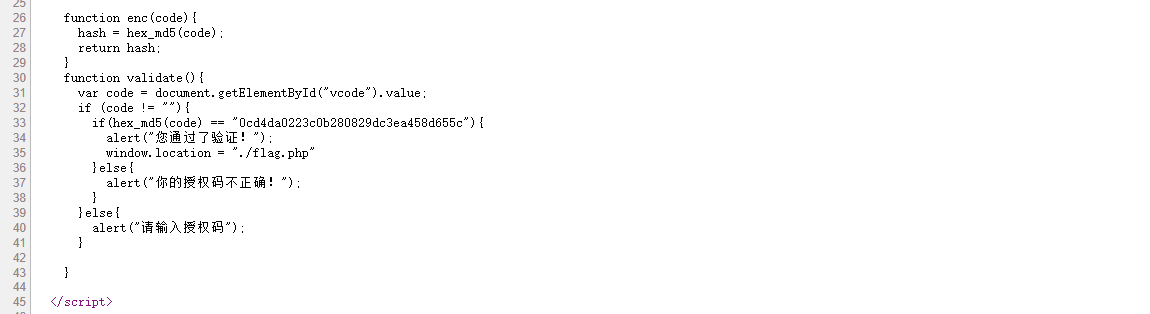 25
26 function enc(code){
27 hash = hex_md5(code);
28 return hash;
29 }
30 function validate(){
31 var code = document.getElementById("vcode").value;
32 if (code != ""){
33 if(hex_md5(code) == "0cd4da0223c0b280829dc3ea458d655c"){
34 alert("您通过了验证！");
35 window.location = "./flag.php"
36 }else{
37 alert("你的授权码不正确！");
38 }
39 }else{
40 alert("请输入授权码");
41 }
42
43 }
44
45 </script>